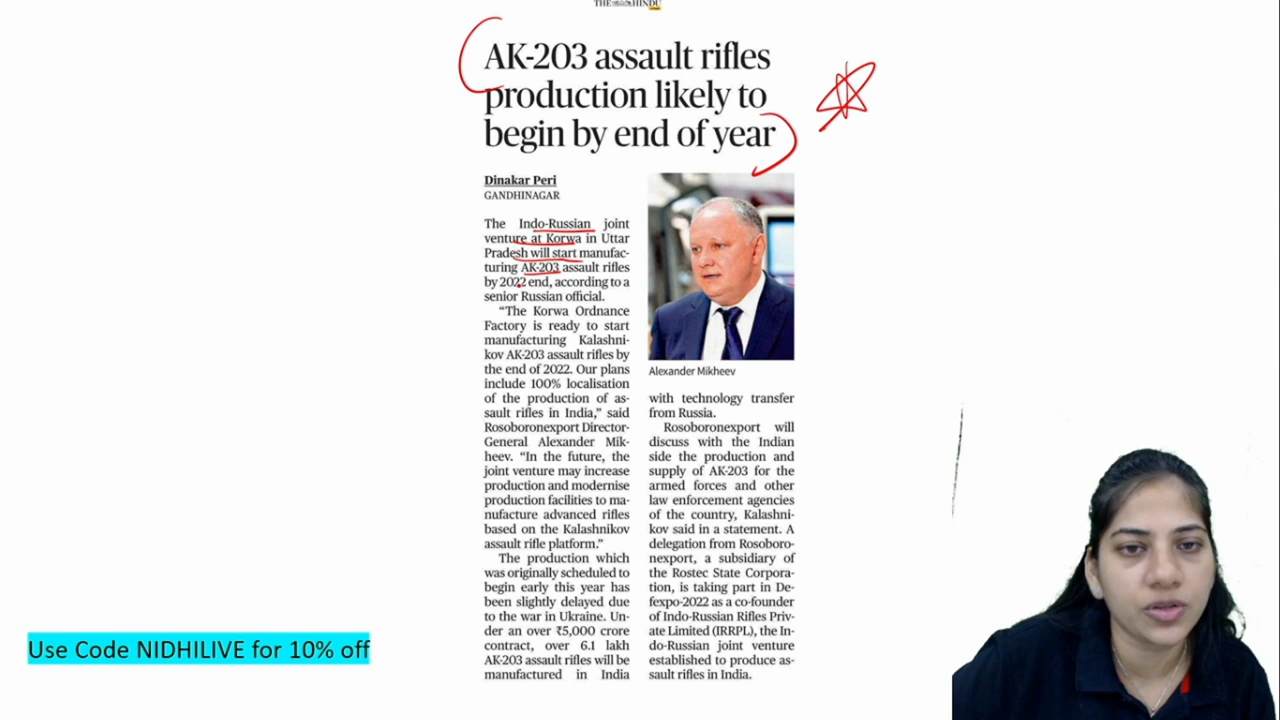 THE HINDU
AK-203 assault rifles
production likely to
begin by end of year
Dinakar Peri
GANDHINAGAR
The Indo-Russian joint
venture at Korwa in Uttar
Pradesh will start manufac-
turing AK-203 assault rifles
by 2022 end, according to a
senior Russian official.
“The Korwa Ordnance
Factory is ready to start
manufacturing Kalashni-
kov AK-203 assault rifles by
the end of 2022. Our plans
include 100% localisation
of the production of as-
sault rifles in India,” said
Rosoboronexport Director-
General Alexander Mik-
heev. “In the future, the
joint venture may increase
production and modernise
production facilities to ma-
nufacture advanced rifles
based on the Kalashnikov
assault rifle platform.”
The production which
was originally scheduled to
begin early this year has
been slightly delayed due
to the war in Ukraine. Un-
der an over ₹5,000 crore
contract, over 6.1 lakh
AK-203 assault rifles will be
manufactured in India
Alexander Mikheev
with technology transfer
from Russia.
Rosoboronexport will
discuss with the Indian
side the production and
supply of AK-203 for the
armed forces and other
law enforcement agencies
of the country, Kalashni-
kov said in a statement. A
delegation from Rosoboro-
nexport, a subsidiary of
the Rostec State Corpora-
tion, is taking part in De-
fexpo-2022 as a co-founder
of Indo-Russian Rifles Priv-
ate Limited (IRRPL), the In-
do-Russian joint venture
established to produce as-
sault rifles in India.
Use Code NIDHILIVE for 10% off